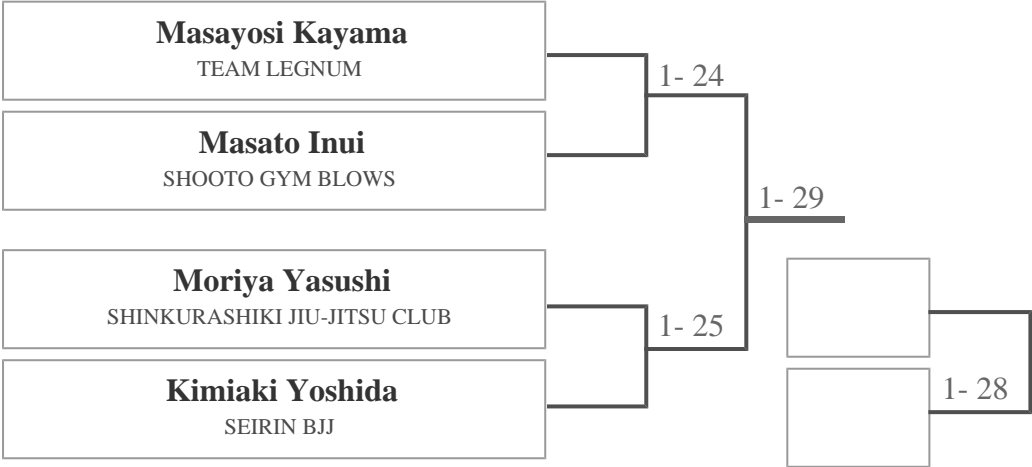 Masayosi Kayama
TEAM LEGNUM
1- 24
Masato Inui
SHOOTO GYM BLOWS
1- 29
Moriya Yasushi
SHINKURASHIKI JIU-JITSU CLUB
1- 25
Kimiaki Yoshida
SEIRIN BJJ
1- 28